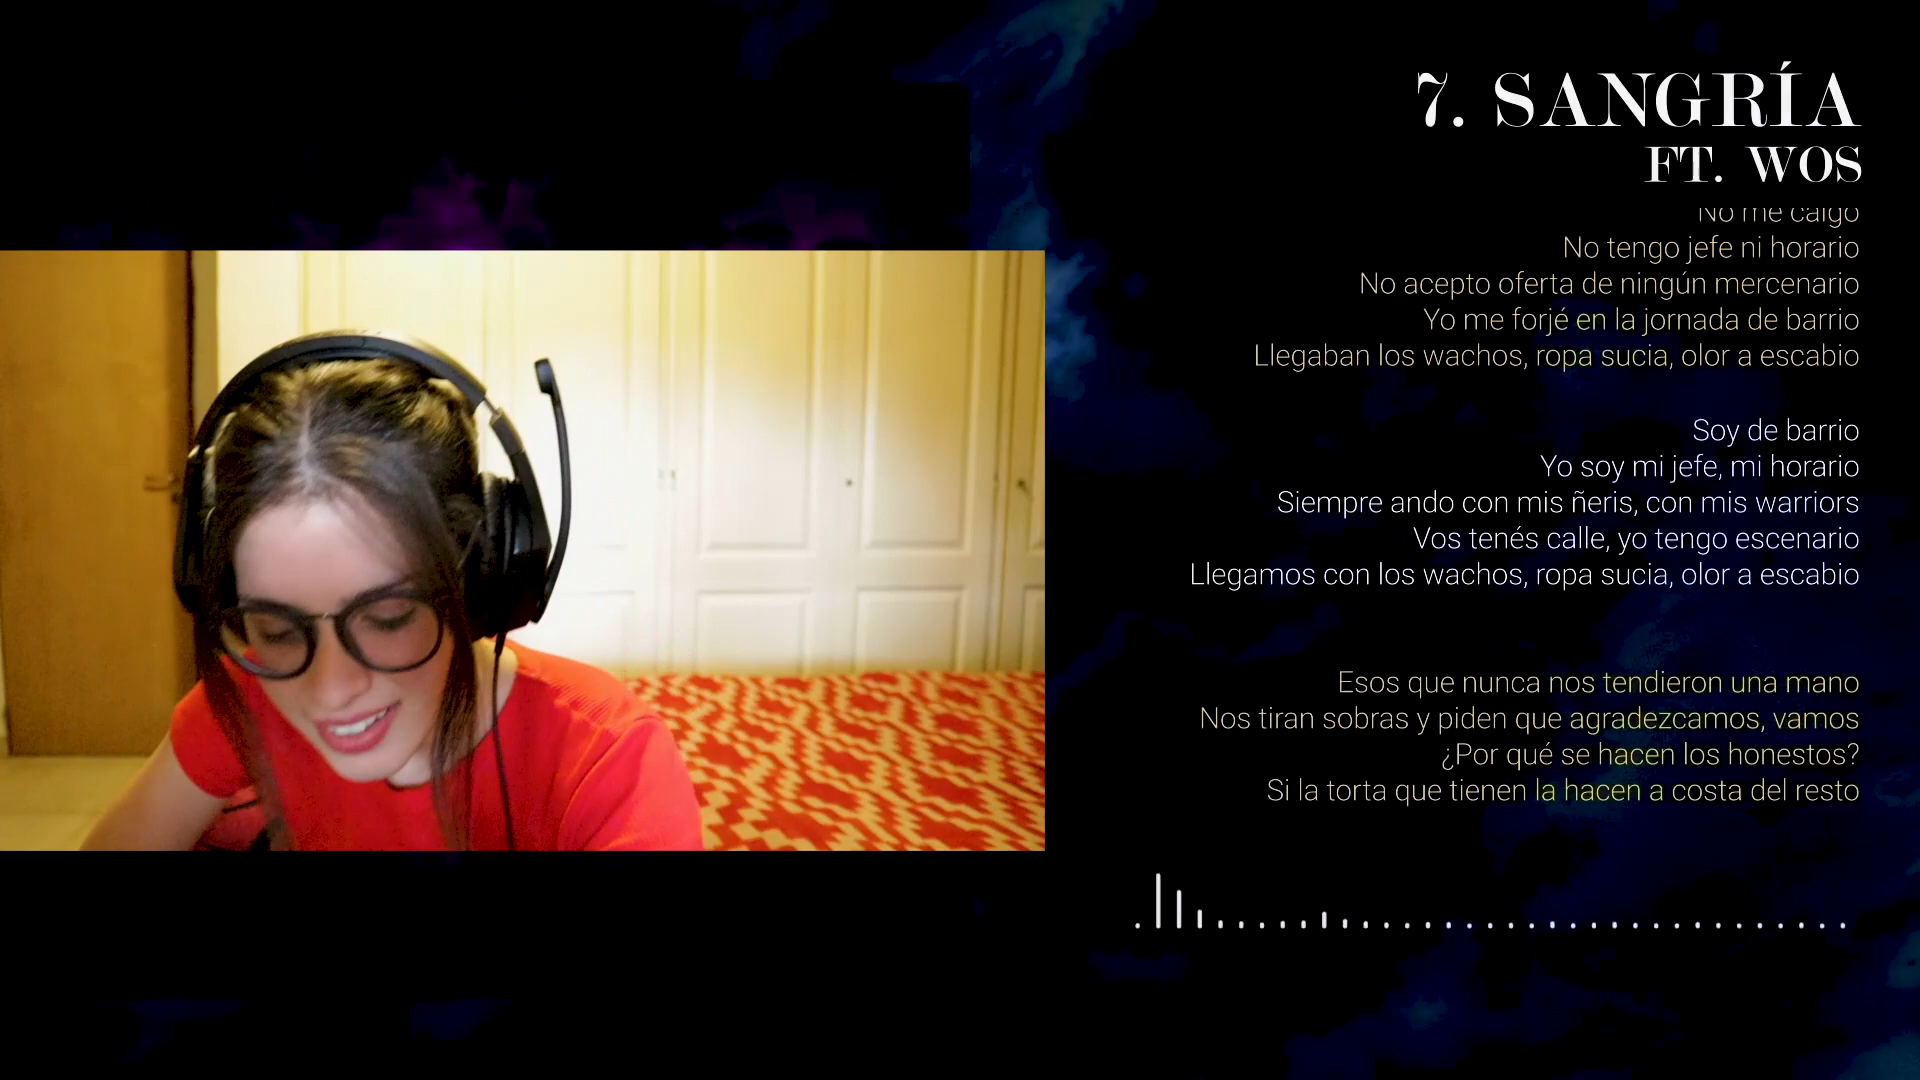 7. SANGRÍA
FT. WOS
No me caigo
No tengo jefe ni horario
No acepto oferta de ningún mercenario
Yo me forjé en la jornada de barrio
Llegaban los wachos, ropa sucia, olor a escabio
Soy de barrio
Yo soy mi jefe, mi horario
Siempre ando con mis ñeris, con mis warriors
Vos tenés calle, yo tengo escenario
Llegamos con los wachos, ropa sucia, olor a escabio
Esos que nunca nos tendieron una mano
Nos tiran sobras y piden que agradezcamos, vamos
¿Por qué se hacen los honestos?
Si la torta que tienen la hacen a costa del resto